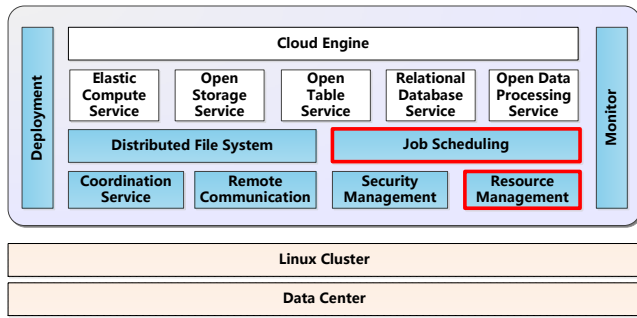 Cloud Engine
Deployment
Monitor
Elastic
Compute
Service
Open
Storage
Service
Open
Table
Service
Relational
Database
Service
Open Data
Processing
Service
Distributed File System
Job Scheduling
Coordination
Service
Remote
Communication
Security
Management
Resource
Management
Linux Cluster
Data Center